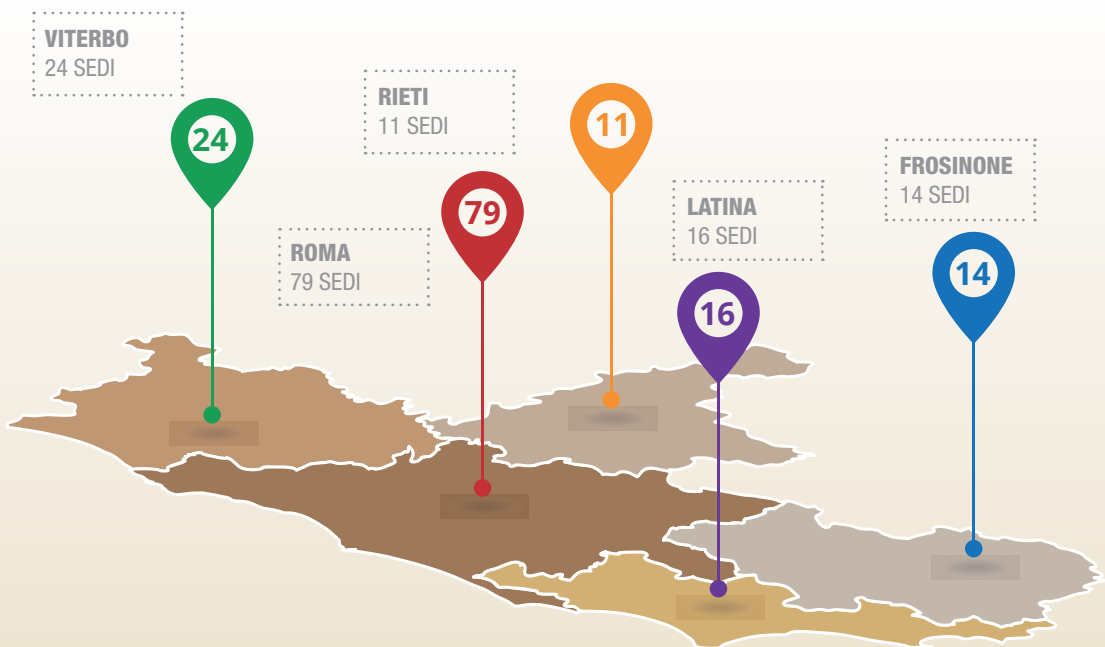 VITERBO
24 SEDI
24
RIETI
11 SEDI
11
ROMA
79 SEDI
79
LATINA
16 SEDI
16
FROSINONE
14 SEDI
14